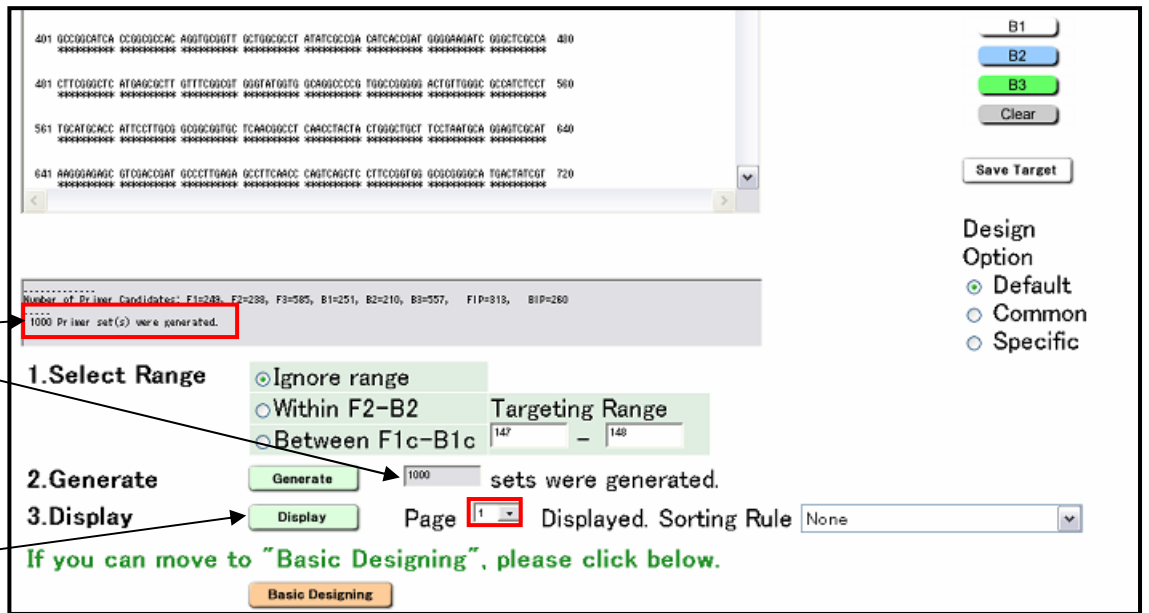 401 GCCGGCATCA CCGGCGCCAC AGGTGCGGTT GCTGGCGCCT ATATCGCCGA CATCACCGAT GGGGAAGATC GGGCTCGCCA 480
********** ********** ********** ********** ********** ********** ********** **********
481 CTTCGGGCTC ATGAGCGCTT GTTTCGGCGT GGGTATGGTG GCAGGCCCCG TGGCCGGGGG ACTGTTGGGC GCCATCTCCT 560
********** ********** ********** ********** ********** ********** ********** **********
561 TGCATGCACC ATTCCTTGCG GCGGCGGTGC TCAACGGCCT CAACCTACTA CTGGGCTGCT TCCTAATGCA GGAGTCGCAT 640
********** ********** ********** ********** ********** ********** ********** **********
641 AAGGGAGAGC GTCGACCGAT GCCCTTGAGA GCCTTCAACC CAGTCAGCTC CTTCCGGTGG GCGCGGGGCA TGACTATCGT 720
********** ********** ********** ********** ********** ********** ********** **********
B1
B2
B3
Clear
Save Target
Design
Option
Default
Common
Specific
-------------
Number of Primer Candidates: F1=249, F2=238, F3=585, B1=251, B2=210, B3=557, FIP=313, BIP=260
-----
1000 Primer set(s) were generated.
1.Select Range
Ignore range
Within F2-B2 Targeting Range
Between F1c-B1c 147 - 148
2.Generate Generate 1000 sets were generated.
3.Display Display Page 1 Displayed. Sorting Rule None
If you can move to "Basic Designing", please click below.
Basic Designing